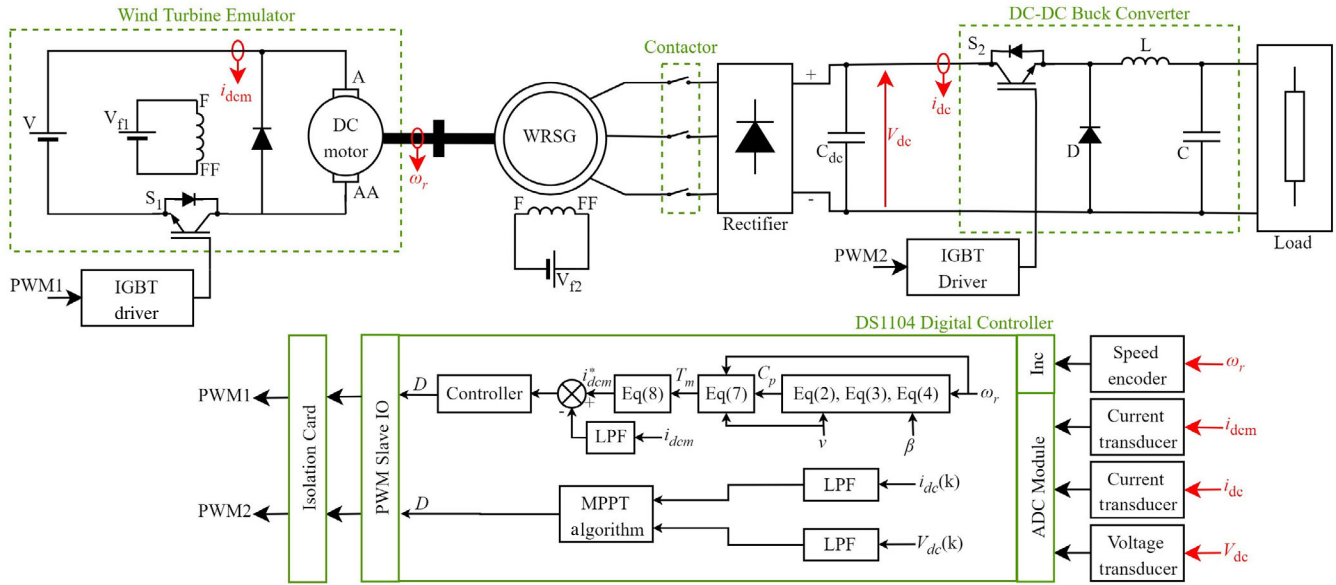 Wind Turbine Emulator
DC-DC Buck Converter
i_dcm
A
V
V_f1
F
FF
DC
motor
AA
S_1
ω_r
WRSG
F
FF
V_f2
Contactor
Rectifier
+
-
C_dc
V_dc
i_dc
S_2
L
D
C
Load
PWM1
IGBT
driver
PWM2
IGBT
Driver
DS1104 Digital Controller
PWM1
PWM2
Isolation Card
PWM Slave IO
D
Controller
i*_dcm
+
-
Eq(8)
T_m
Eq(7)
C_p
Eq(2), Eq(3), Eq(4)
ω_r
LPF
i_dcm
v
β
D
MPPT
algorithm
LPF
i_dc(k)
LPF
V_dc(k)
Inc
ADC Module
Speed
encoder
ω_r
Current
transducer
i_dcm
Current
transducer
i_dc
Voltage
transducer
V_dc